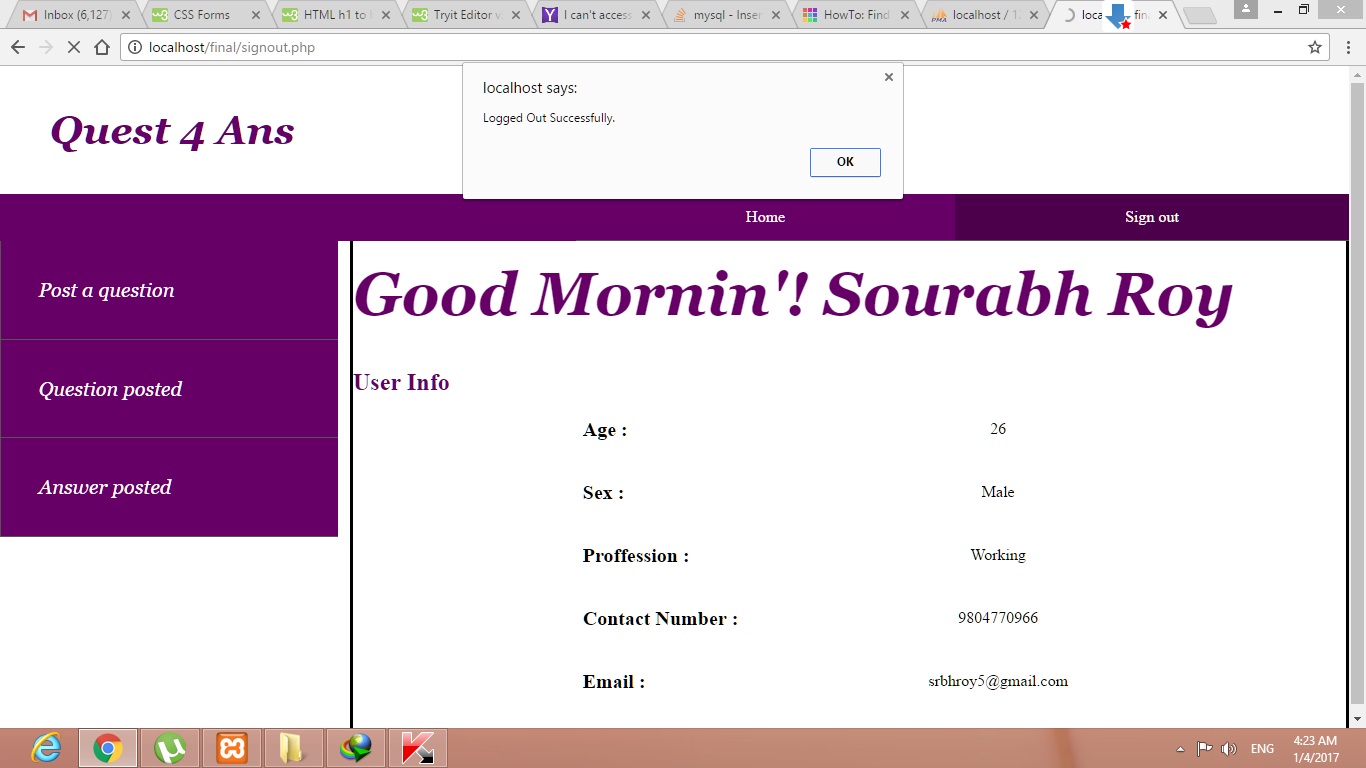 Inbox (6,127)
CSS Forms
HTML h1 to
Tryit Editor v
I can't access
mysql - Inser
HowTo: Find
localhost / 12
loca fin
localhost/final/signout.php
localhost says:
Logged Out Successfully.
OK
Quest 4 Ans
Home
Sign out
Post a question
Question posted
Answer posted
Good Mornin'! Sourabh Roy
User Info
Age :
26
Sex :
Male
Proffession :
Working
Contact Number :
9804770966
Email :
srbhroy5@gmail.com
ENG
4:23 AM
1/4/2017